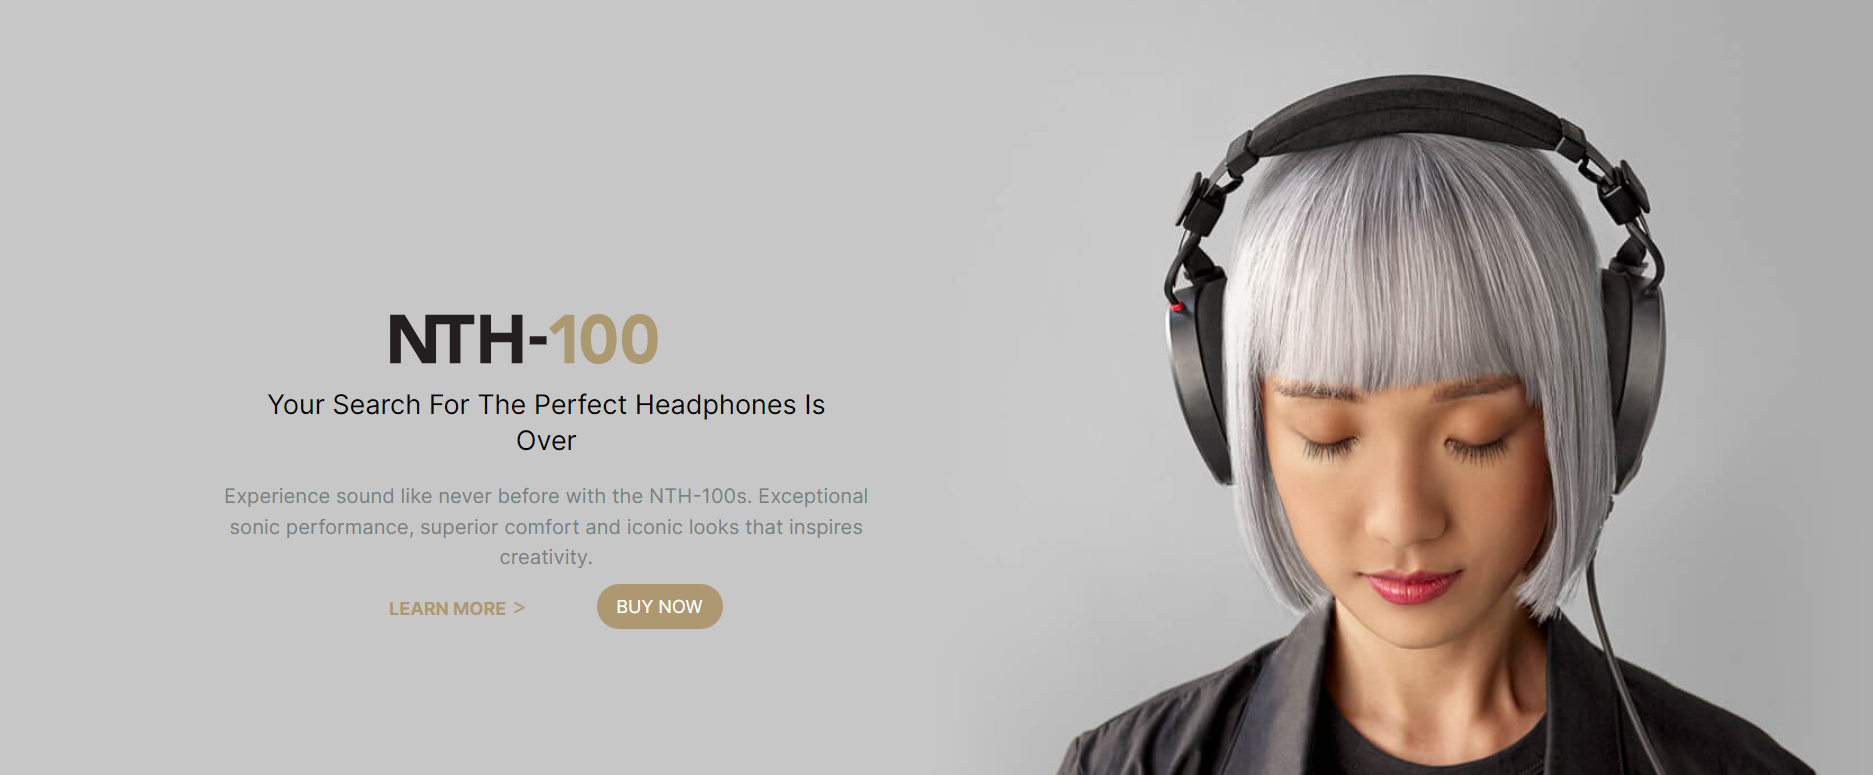 NTH-100
Your Search For The Perfect Headphones Is
Over
Experience sound like never before with the NTH-100s. Exceptional
sonic performance, superior comfort and iconic looks that inspires
creativity.
LEARN MORE > BUY NOW